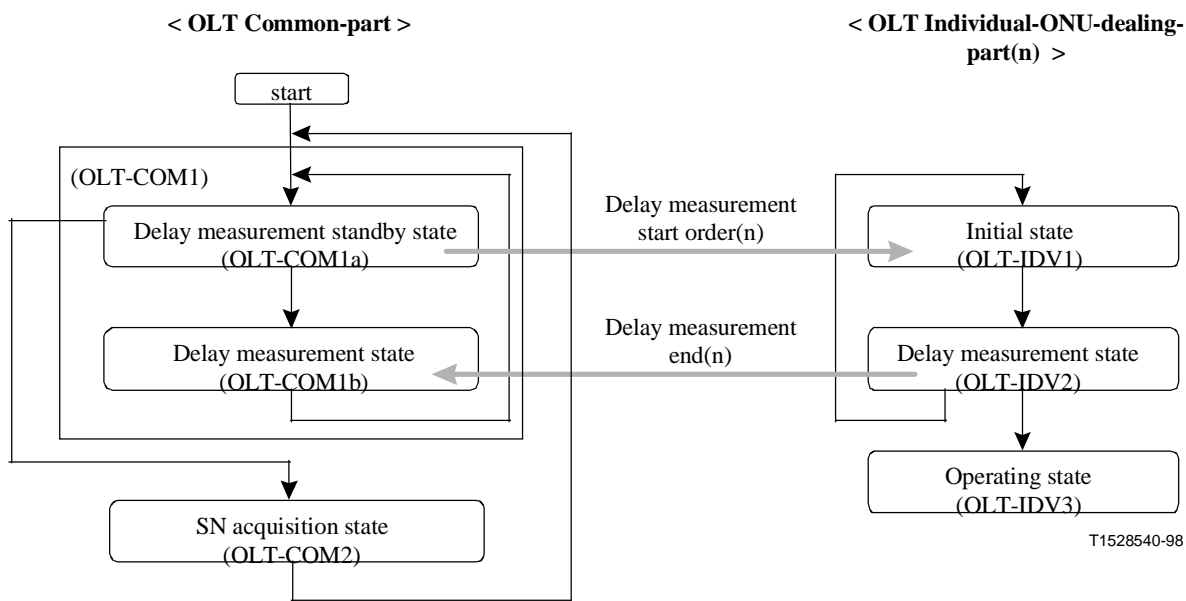 < OLT Common-part >
< OLT Individual-ONU-dealing-
part(n) >
start
(OLT-COM1)
Delay measurement standby state
(OLT-COM1a)
Delay measurement
start order(n)
Initial state
(OLT-IDV1)
Delay measurement state
(OLT-COM1b)
Delay measurement
end(n)
Delay measurement state
(OLT-IDV2)
SN acquisition state
(OLT-COM2)
Operating state
(OLT-IDV3)
T1528540-98